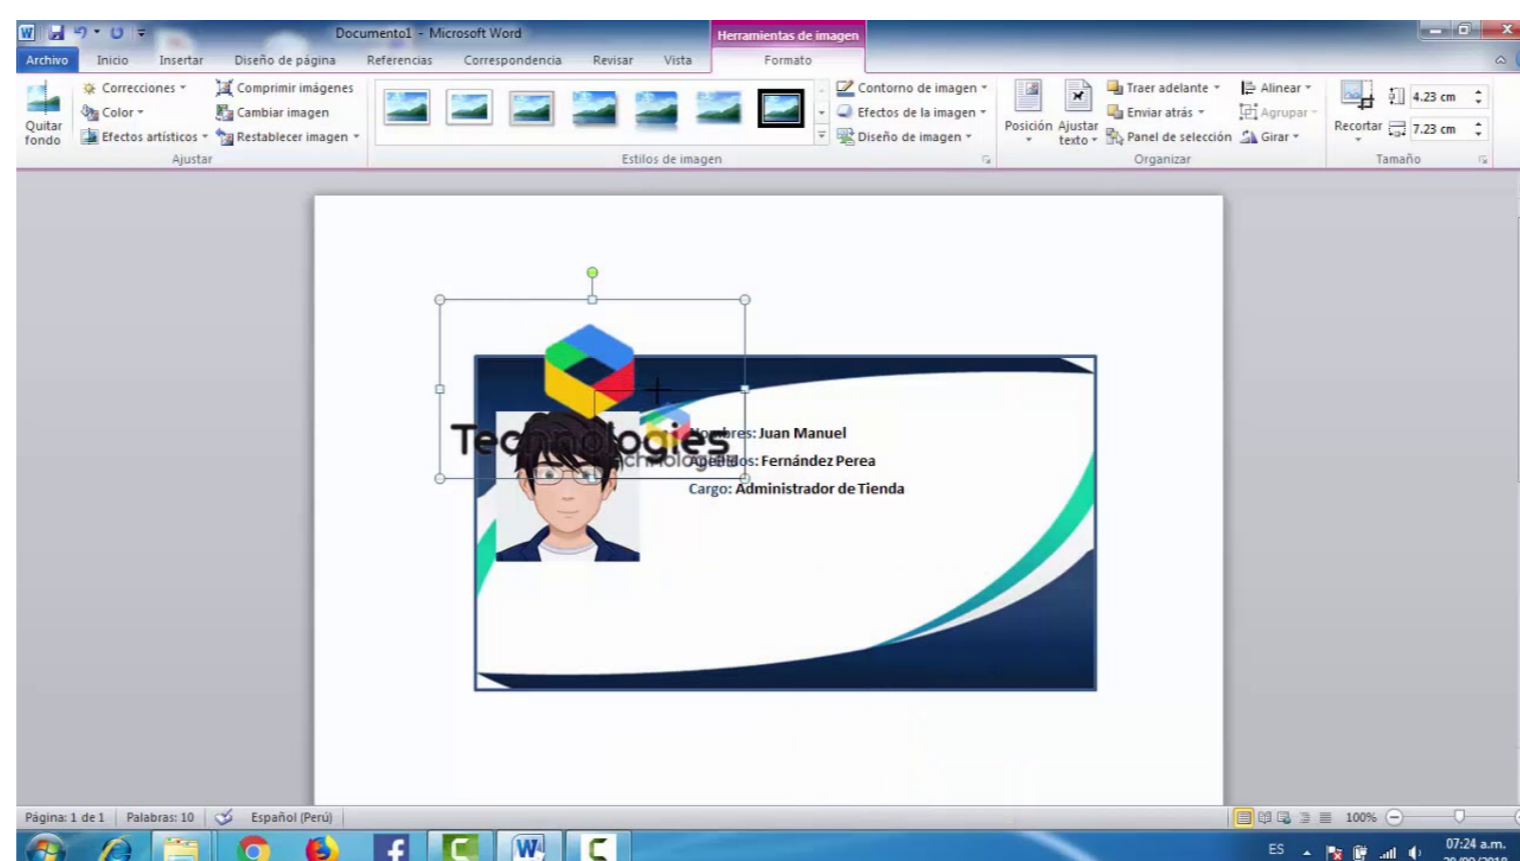 Documento1 - Microsoft Word
Herramientas de imagen
Archivo Inicio Insertar Diseño de página Referencias Correspondencia Revisar Vista Formato
Correcciones Comprimir imágenes Contorno de imagen Traer adelante Alinear 4.23 cm
Color Cambiar imagen Efectos de la imagen Enviar atrás Agrupar
Quitar fondo Efectos artísticos Restablecer imagen Diseño de imagen Posición Ajustar texto Panel de selección Girar Recortar 7.23 cm
Ajustar Estilos de imagen Organizar Tamaño
Technologies
Nombres: Juan Manuel
Apellidos: Fernández Perea
Cargo: Administrador de Tienda
Página: 1 de 1 Palabras: 10 Español (Perú) 100%
ES 07:24 a.m.